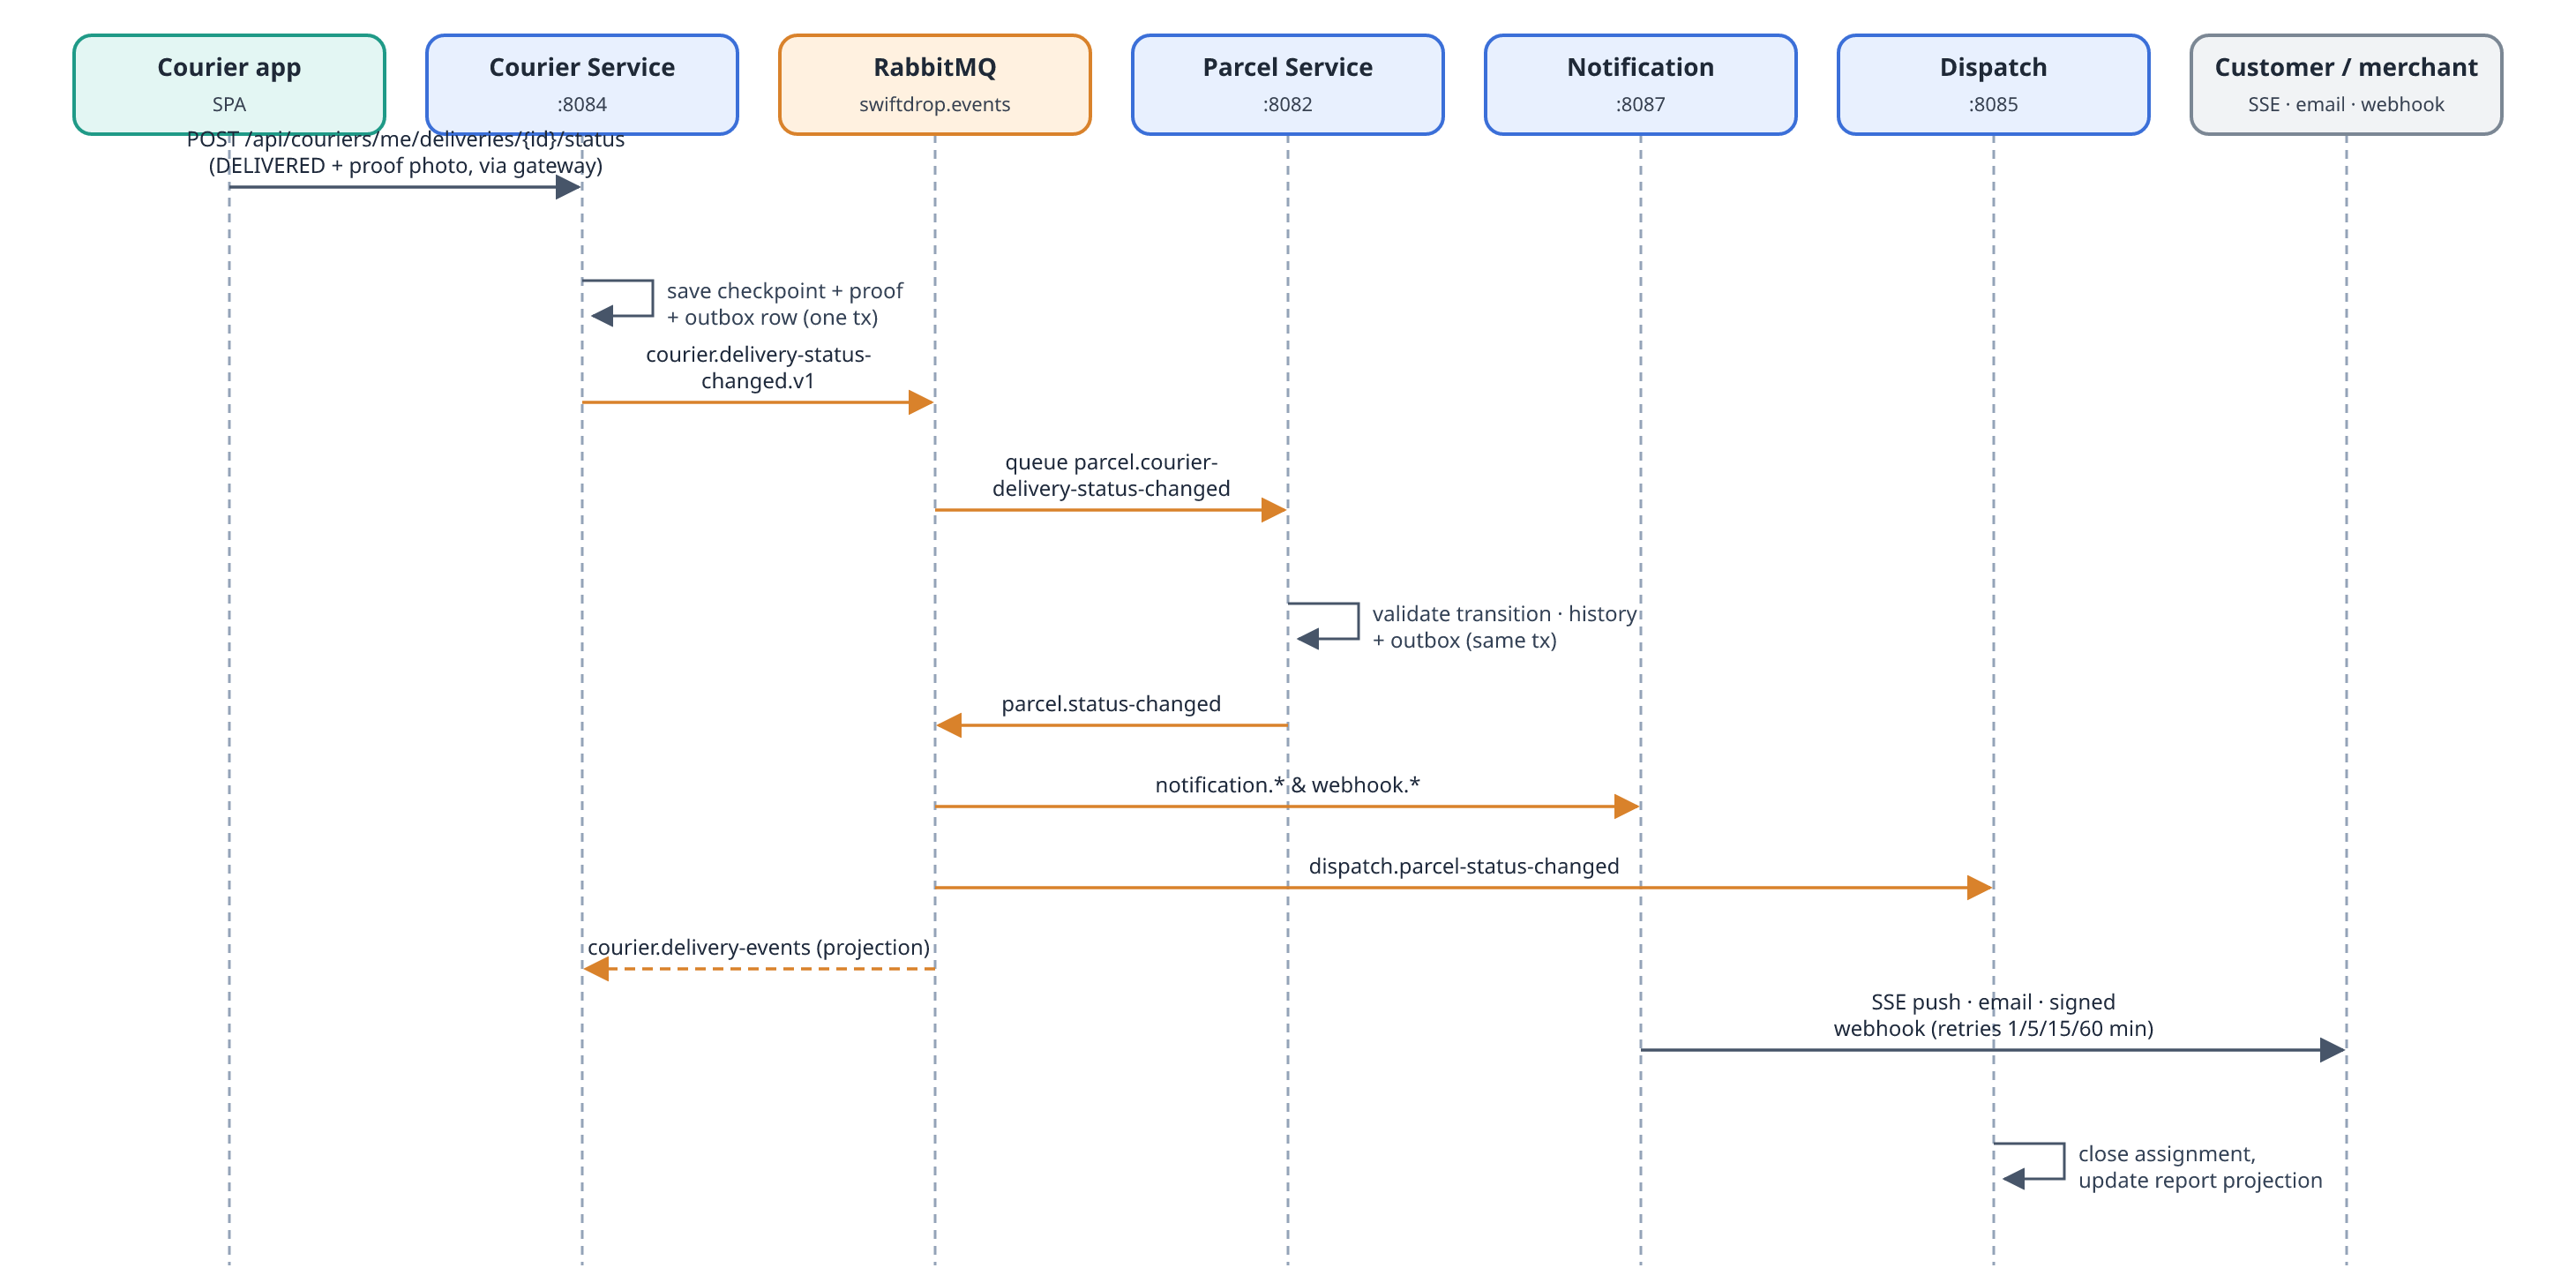 Courier app
SPA
Courier Service
:8084
RabbitMQ
swiftdrop.events
Parcel Service
:8082
Notification
:8087
Dispatch
:8085
Customer / merchant
SSE · email · webhook
POST /api/couriers/me/deliveries/{id}/status
(DELIVERED + proof photo, via gateway)
save checkpoint + proof
+ outbox row (one tx)
courier.delivery-status-
changed.v1
queue parcel.courier-
delivery-status-changed
validate transition · history
+ outbox (same tx)
parcel.status-changed
notification.* & webhook.*
dispatch.parcel-status-changed
courier.delivery-events (projection)
SSE push · email · signed
webhook (retries 1/5/15/60 min)
close assignment,
update report projection